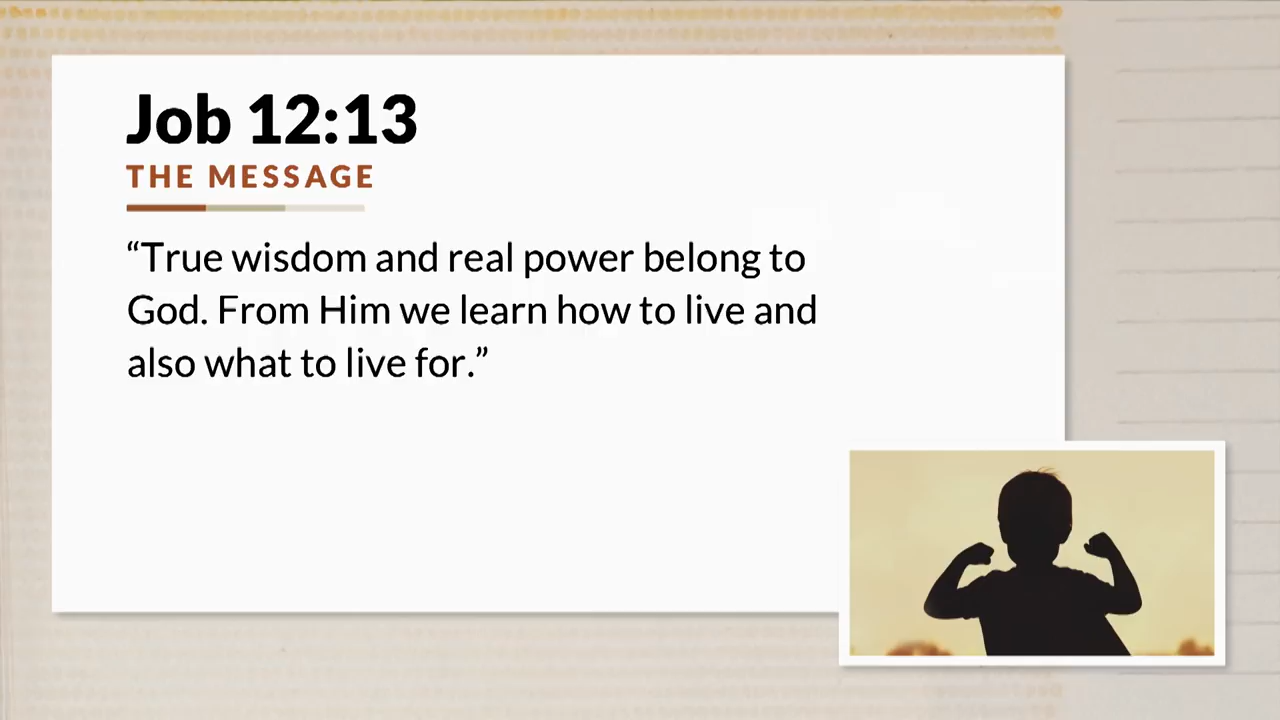 Job 12:13
THE MESSAGE
“True wisdom and real power belong to
God. From Him we learn how to live and
also what to live for.”